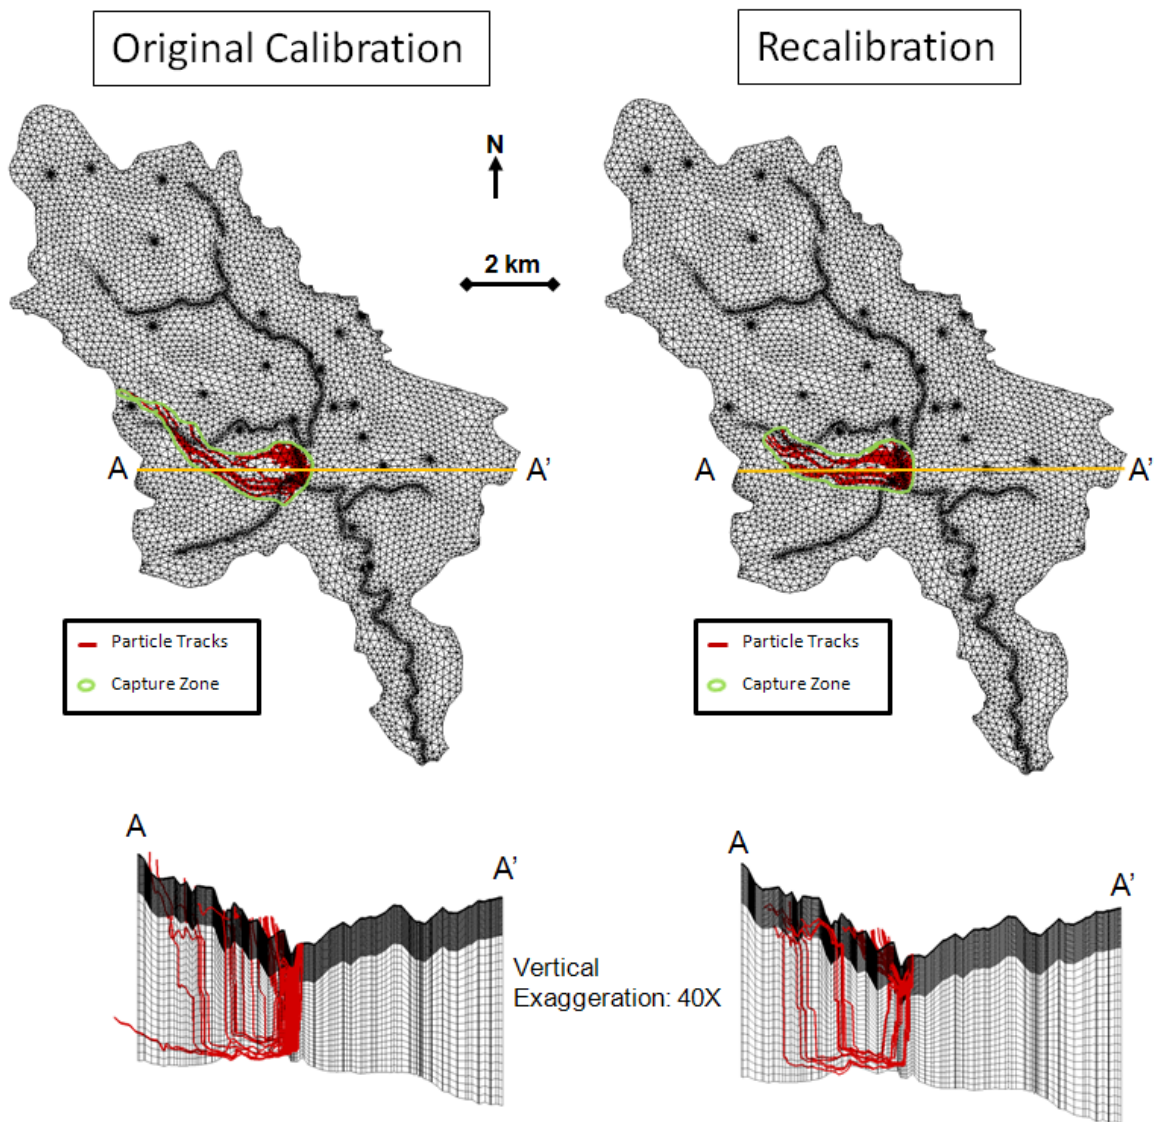 Original Calibration
Recalibration
N
2 km
A
A'
A
A'
Particle Tracks
Capture Zone
Particle Tracks
Capture Zone
A
A'
A
A'
Vertical
Exaggeration: 40X